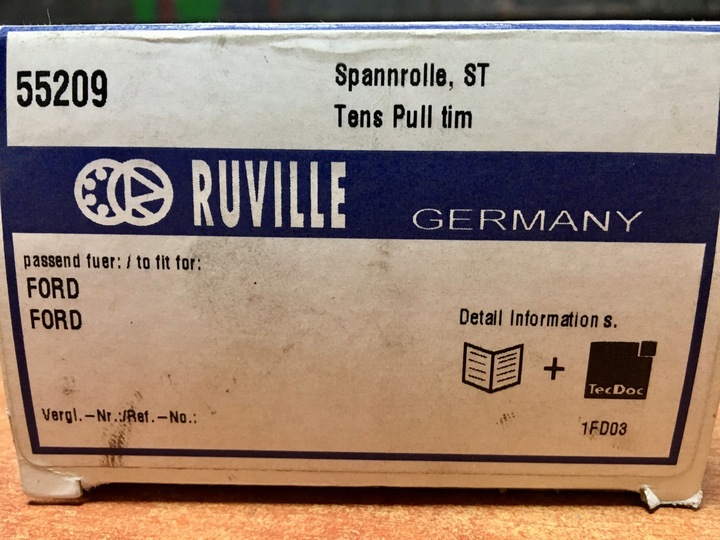 55209
Spannrolle, ST
Tens Pull tim
RUVILLE GERMANY
passend fuer: / to fit for:
FORD
FORD
Detail Informations.
+
TecDoc
Vergl.-Nr.:/Ref.-No.:
1FD03